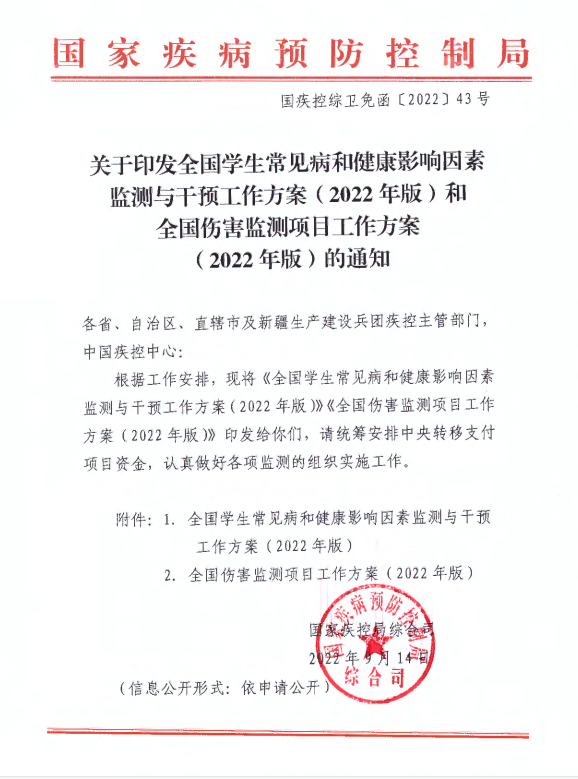 国家疾病预防控制局
国疾控综卫免函〔2022〕43号
关于印发全国学生常见病和健康影响因素
监测与干预工作方案（2022年版）和
全国伤害监测项目工作方案
（2022年版）的通知
各省、自治区、直辖市及新疆生产建设兵团疾控主管部门，
中国疾控中心：
根据工作安排，现将《全国学生常见病和健康影响因素
监测与干预工作方案（2022年版）》《全国伤害监测项目工作
方案（2022年版）》印发给你们，请统筹安排中央转移支付
项目资金，认真做好各项监测的组织实施工作。
附件：1. 全国学生常见病和健康影响因素监测与干预
工作方案（2022年版）
2. 全国伤害监测项目工作方案（2022年版）
国家疾控局综合司
2022年9月14日
国家疾病预防控制局
综合司
（信息公开形式：依申请公开）